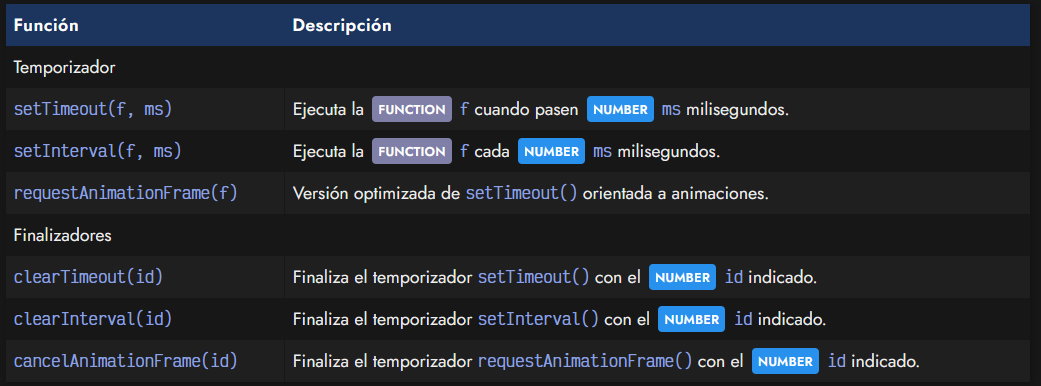 Función Descripción
Temporizador
setTimeout(f, ms) Ejecuta la FUNCTION f cuando pasen NUMBER ms milisegundos.
setInterval(f, ms) Ejecuta la FUNCTION f cada NUMBER ms milisegundos.
requestAnimationFrame(f) Versión optimizada de setTimeout() orientada a animaciones.
Finalizadores
clearTimeout(id) Finaliza el temporizador setTimeout() con el NUMBER id indicado.
clearInterval(id) Finaliza el temporizador setInterval() con el NUMBER id indicado.
cancelAnimationFrame(id) Finaliza el temporizador requestAnimationFrame() con el NUMBER id indicado.